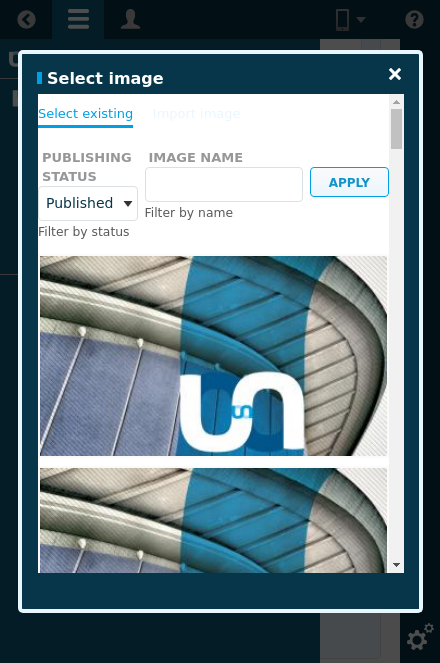 Select image
Select existing
Import image
PUBLISHING
STATUS
IMAGE NAME
Published
APPLY
Filter by name
Filter by status